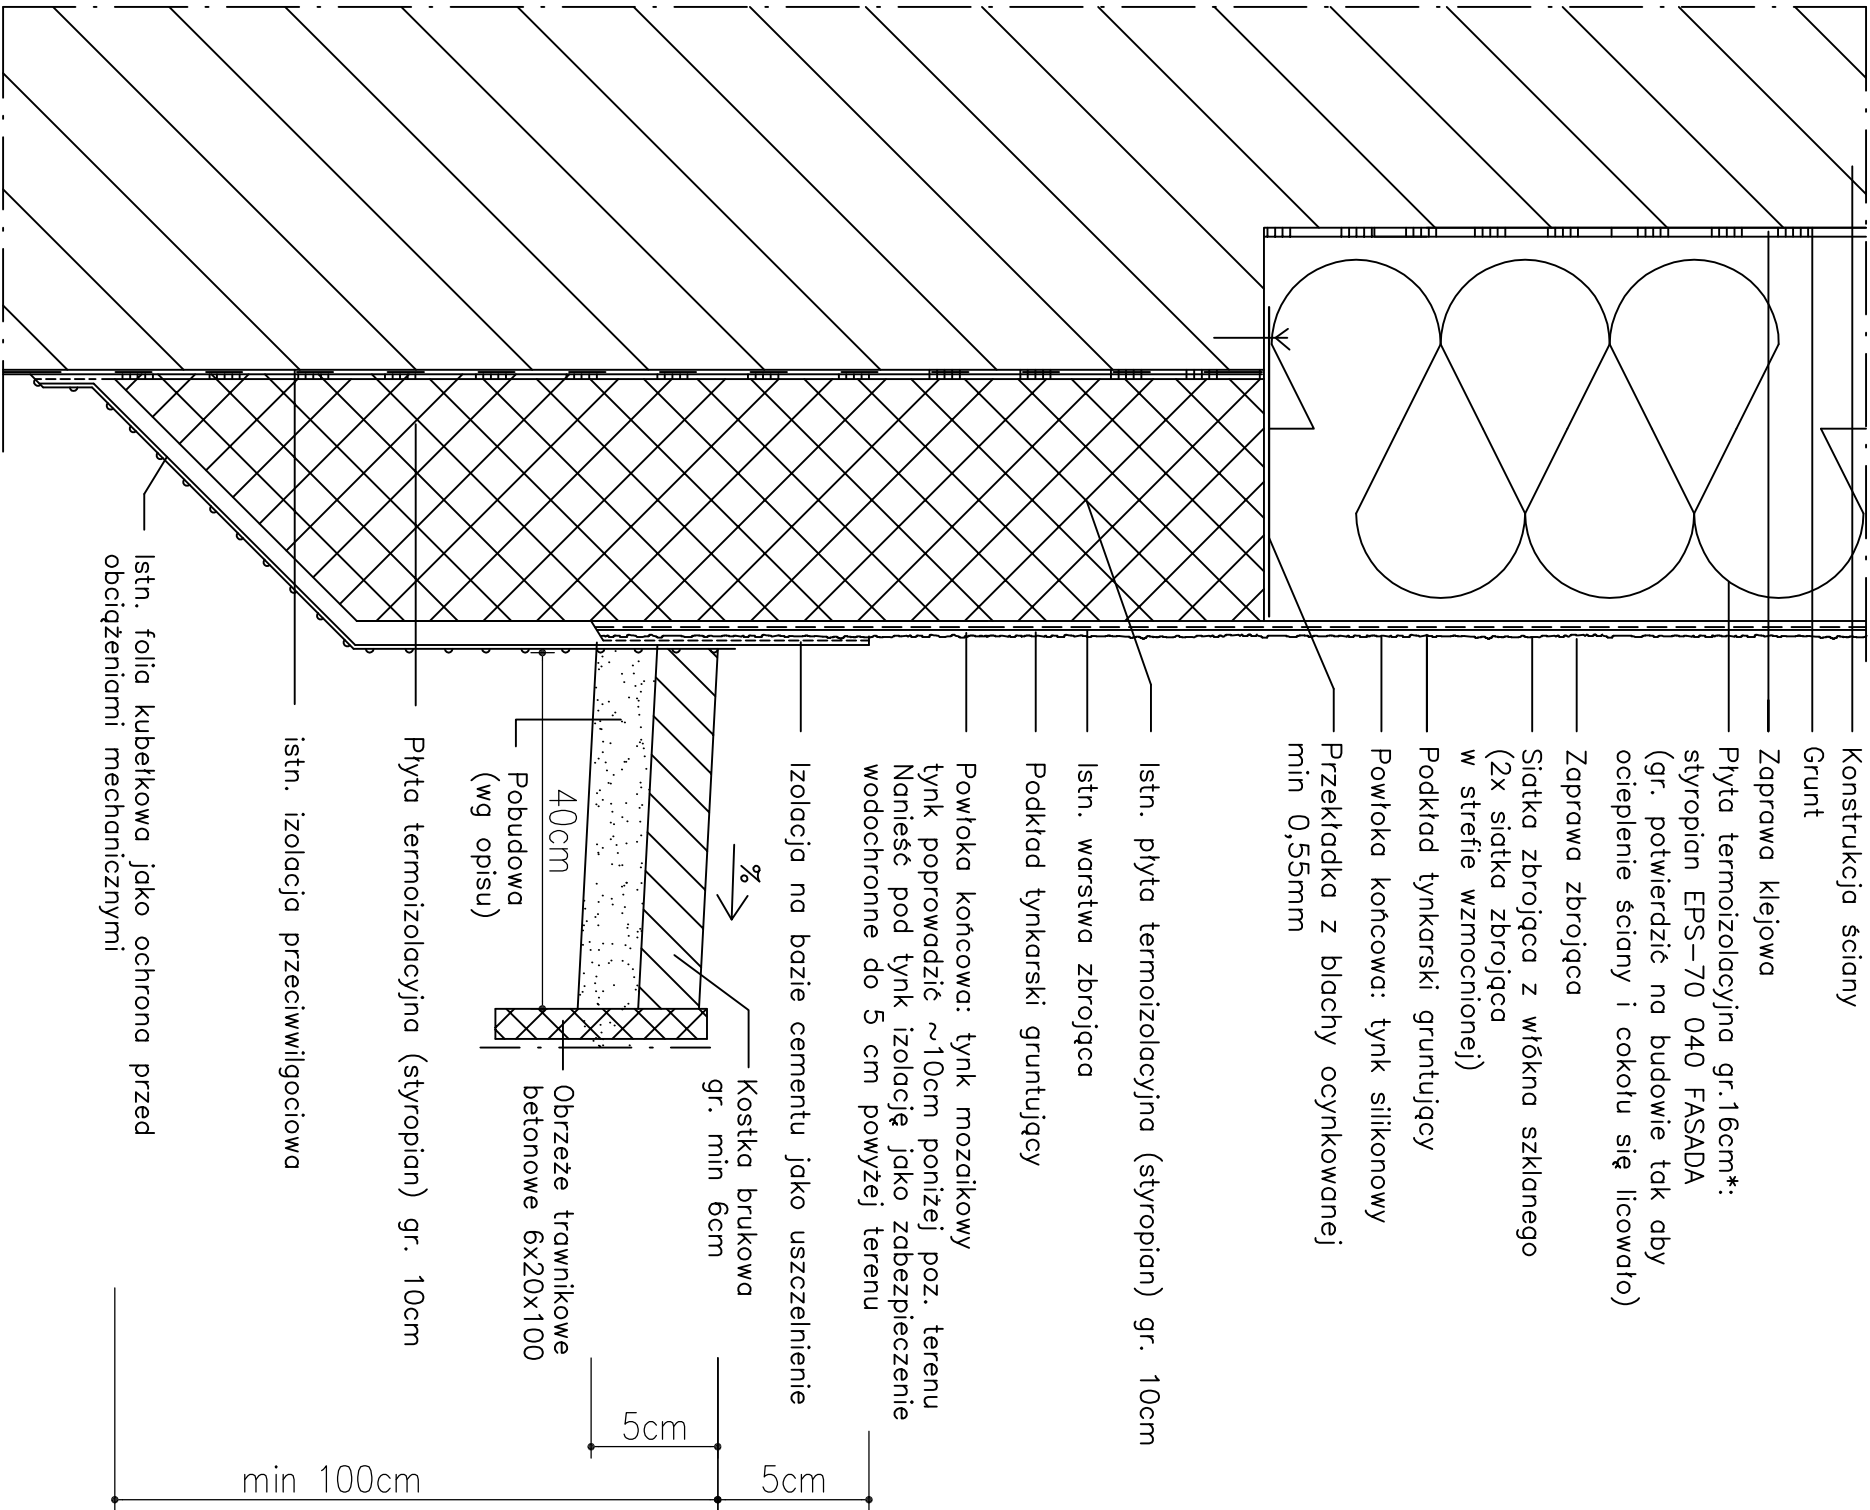 Konstrukcja ściany
Grunt
Zaprawa klejowa
Płyta termoizolacyjna gr.16cm*:
styropian EPS-70 040 FASADA
(gr. potwierdzić na budowie tak aby
ocieplenie ściany i cokołu się licowało)
Zaprawa zbrojąca
Siatka zbrojąca z włókna szklanego
(2x siatka zbrojąca
w strefie wzmocnionej)
Podkład tynkarski gruntujący
Powłoka końcowa: tynk silikonowy
Przekładka z blachy ocynkowanej
min 0,55mm
Istn. płyta termoizolacyjna (styropian) gr. 10cm
Istn. warstwa zbrojąca
Podkład tynkarski gruntujący
Powłoka końcowa: tynk mozaikowy
tynk poprowadzić ~10cm poniżej poz. terenu
Nanieść pod tynk izolację jako zabezpieczenie
wodochronne do 5 cm powyżej terenu
Izolacja na bazie cementu jako uszczelnienie
%
Kostka brukowa
gr. min 6cm
40cm
Pobudowa
(wg opisu)
Obrzeże trawnikowe
betonowe 6x20x100
Płyta termoizolacyjna (styropian) gr. 10cm
istn. izolacja przeciwwilgociowa
Istn. folia kubełkowa jako ochrona przed
obciążeniami mechanicznymi
5cm
5cm
min 100cm